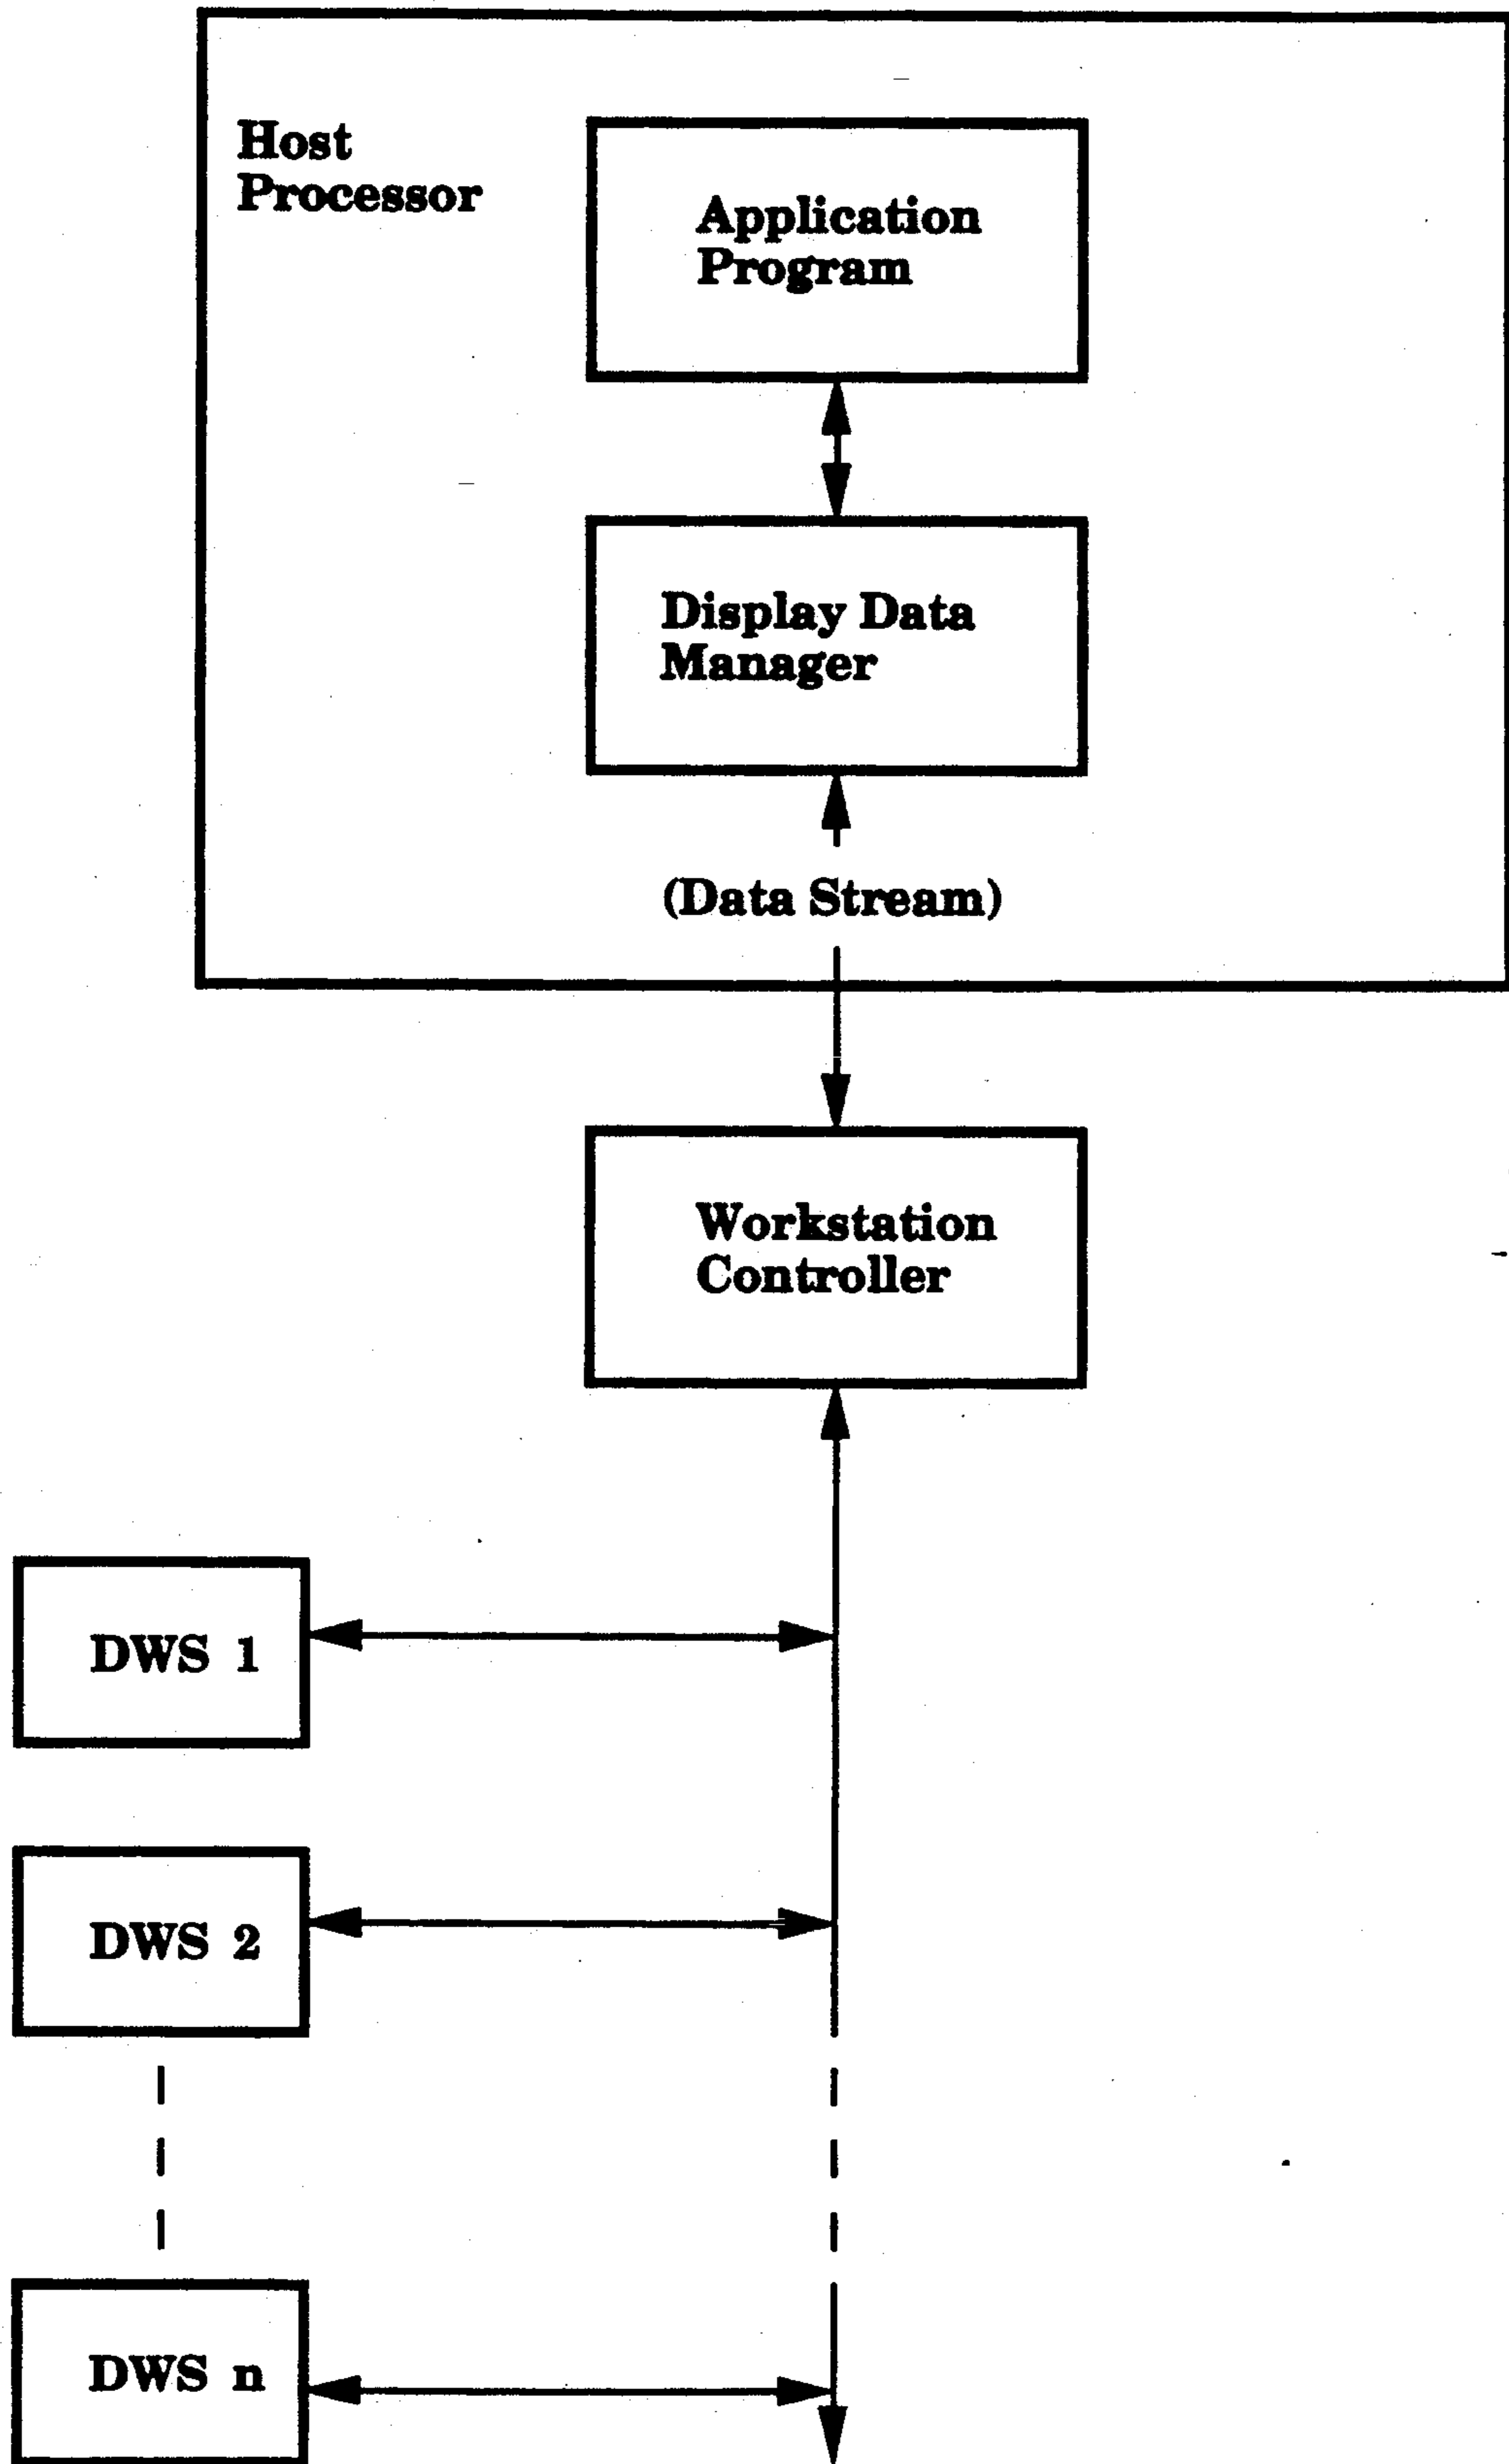 Host
Processor
Application
Program
Display Data
Manager
(Data Stream)
Workstation
Controller
DWS 1
DWS 2
DWS n